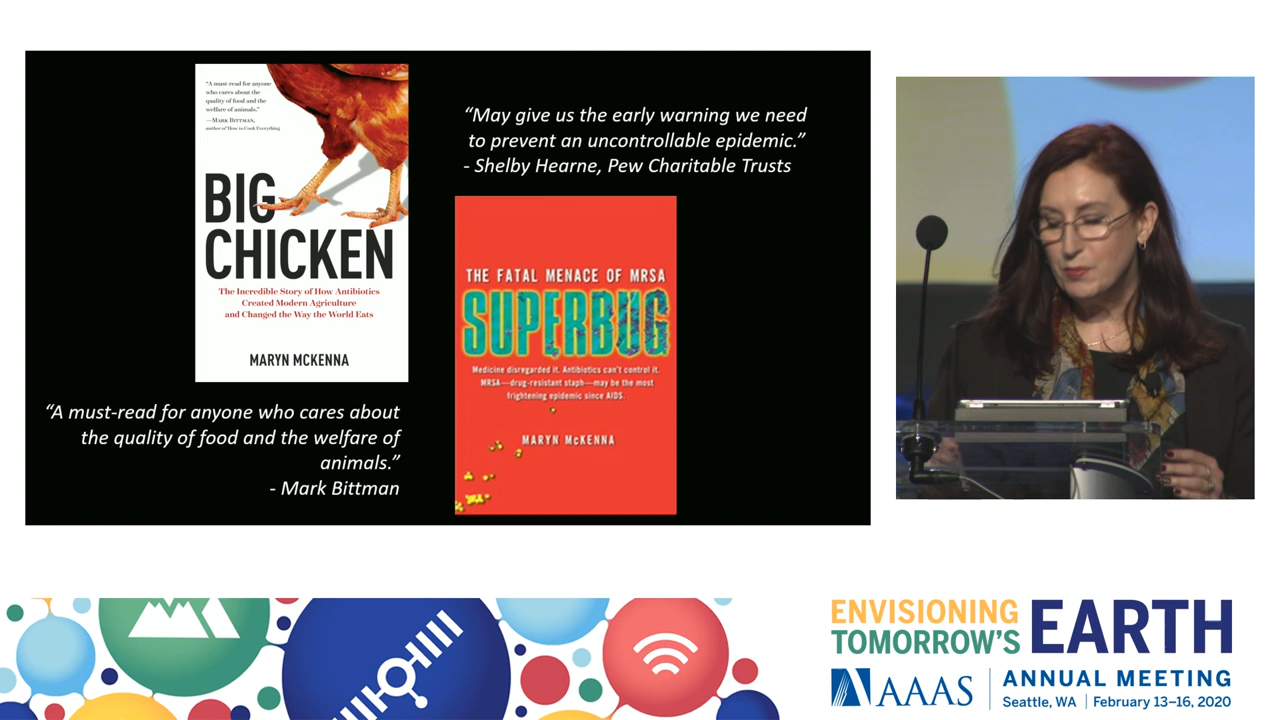 “A must-read for anyone
who cares about the
quality of food and the
welfare of animals.”
—Mark Bittman,
author of How to Cook Everything
BIG
CHICKEN
The Incredible Story of How Antibiotics
Created Modern Agriculture
and Changed the Way the World Eats
MARYN MCKENNA
“A must-read for anyone who cares about
the quality of food and the welfare of
animals.”
- Mark Bittman
“May give us the early warning we need
to prevent an uncontrollable epidemic.”
- Shelby Hearne, Pew Charitable Trusts
THE FATAL MENACE OF MRSA
SUPERBUG
Medicine disregarded it. Antibiotics can't control it.
MRSA—drug-resistant staph—may be the most
frightening epidemic since AIDS.
MARYN McKENNA
ENVISIONING
TOMORROW’S
EARTH
AAAS
ANNUAL MEETING
Seattle, WA | February 13–16, 2020